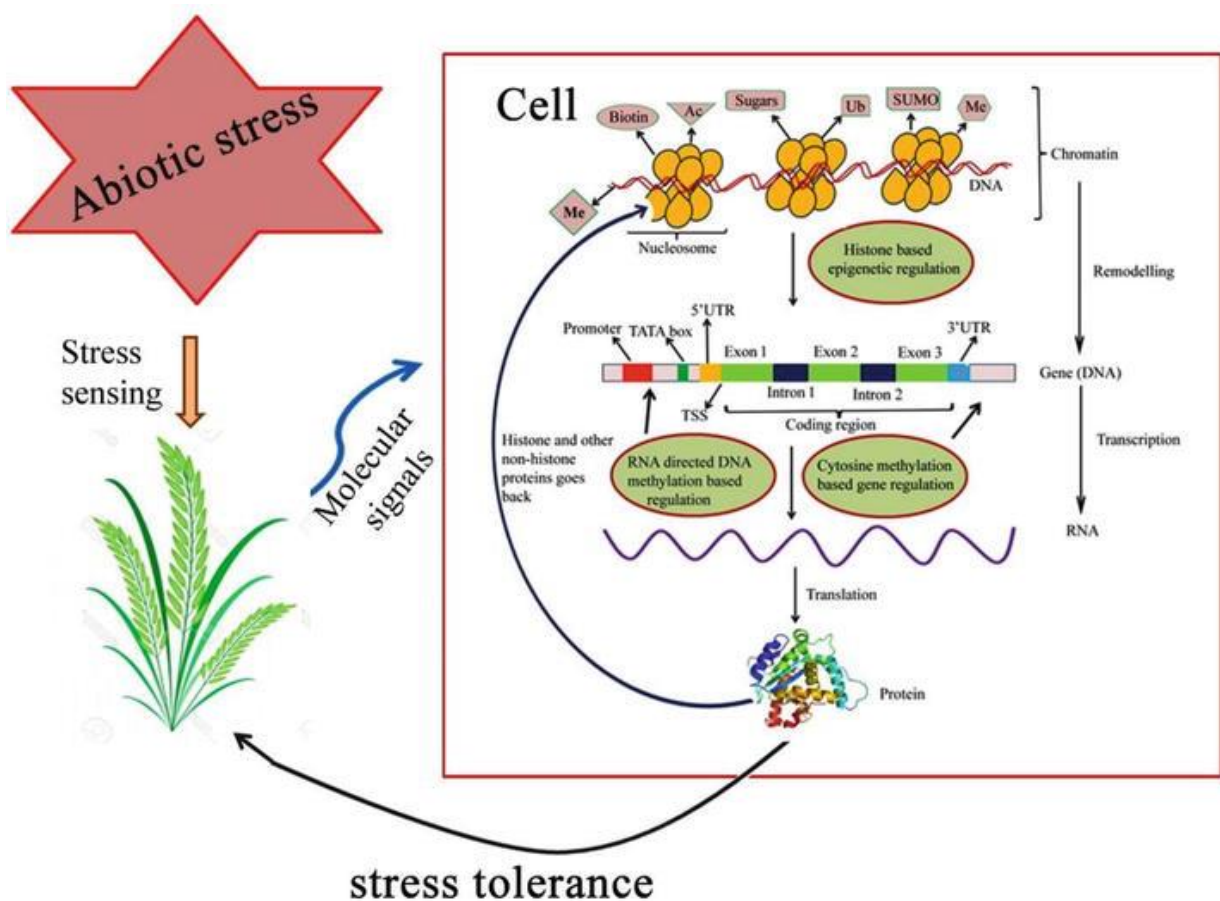 Abiotic stress
Stress
sensing
Molecular
signals
Cell
Biotin
Ac
Sugars
Ub
SUMO
Me
Chromatin
DNA
Me
Nucleosome
Histone based
epigenetic regulation
Remodelling
5'UTR
Promoter
TATA box
3'UTR
Exon 1
Exon 2
Exon 3
Gene (DNA)
Intron 1
Intron 2
TSS
Coding region
Transcription
Histone and other
non-histone
proteins goes
back
RNA directed DNA
methylation based
regulation
Cytosine methylation
based gene regulation
RNA
Translation
Protein
stress tolerance